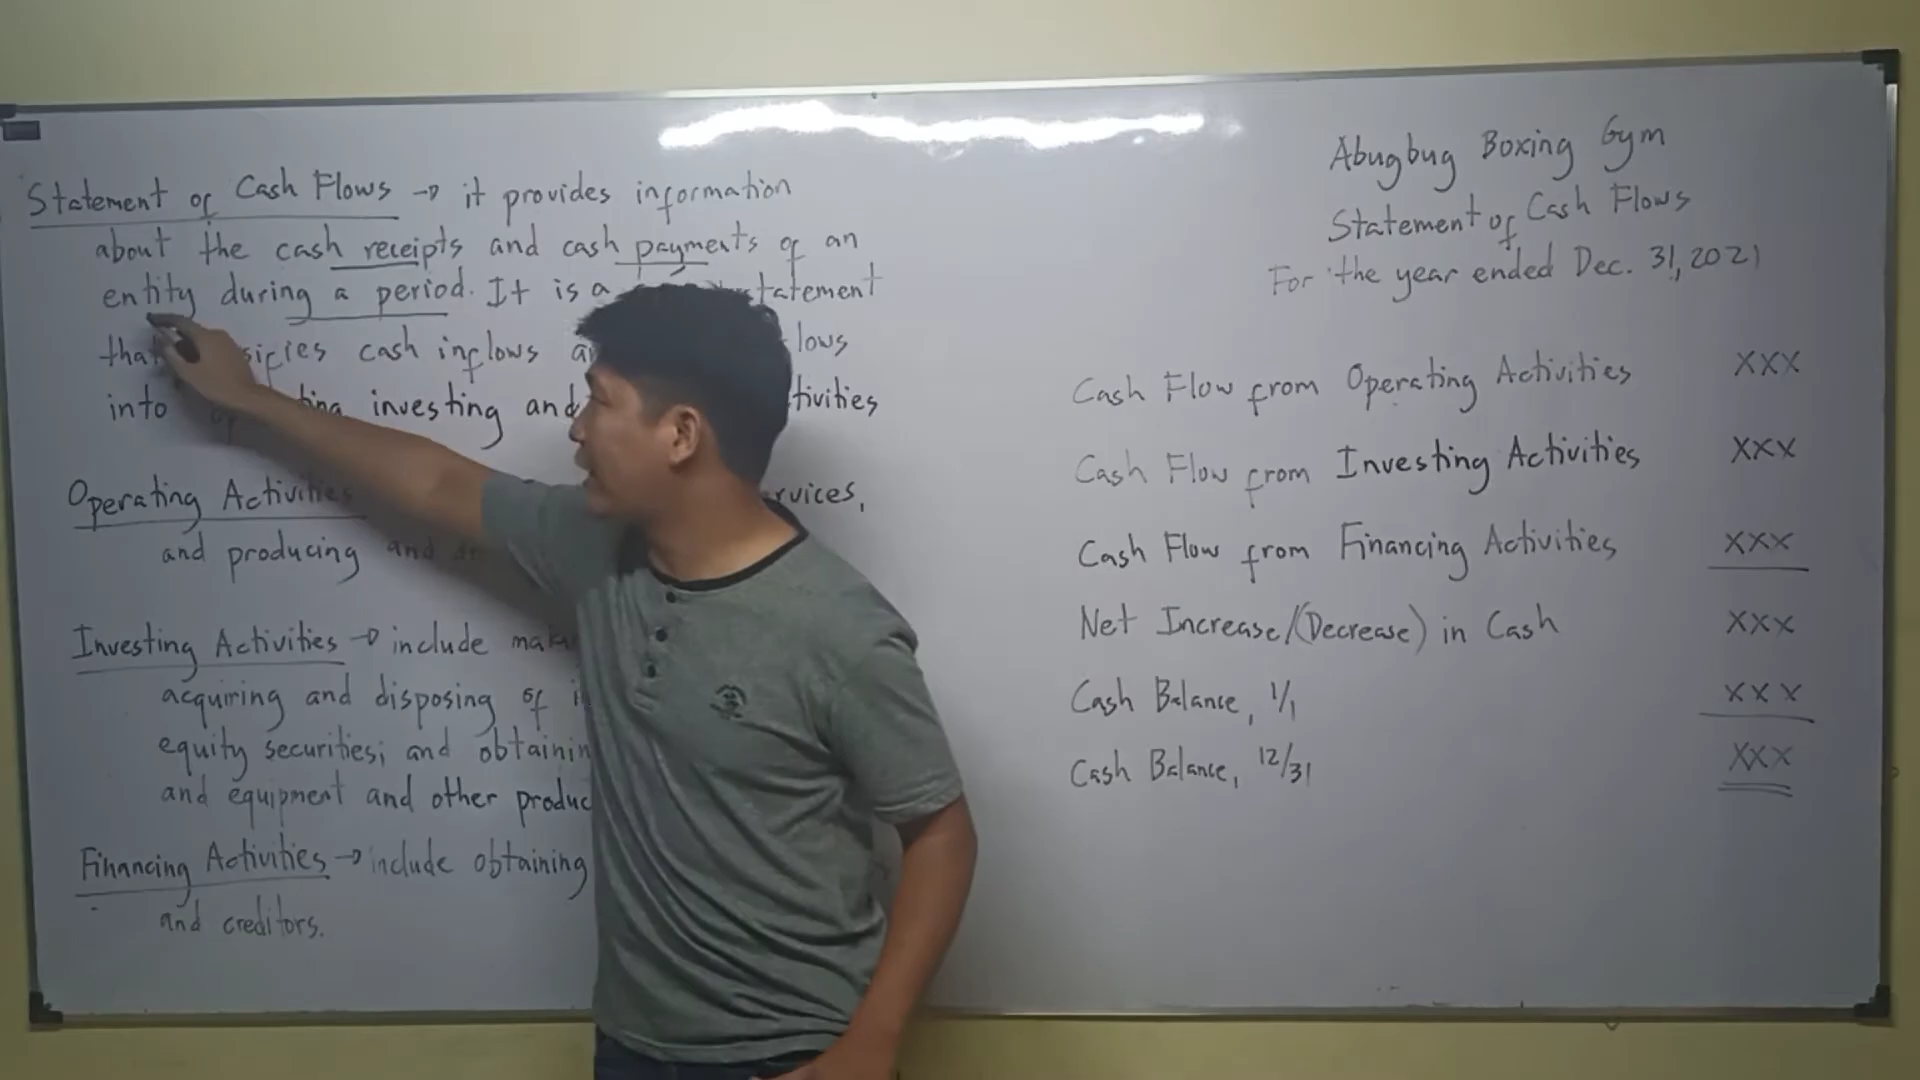 Statement of Cash Flows → it provides information
about the cash receipts and cash payments of an
entity during a period. It is a statement
that cash inflows
into investing and activities
Operating Activities
and producing and
Investing Activities → include
acquiring and disposing of
equity securities; and
and equipment and other
Financing Activities → include obtaining
and creditors.
Abugbug Boxing Gym
Statement of Cash Flows
For the year ended Dec. 31, 2021
Cash Flow from Operating Activities XXX
Cash Flow from Investing Activities XXX
Cash Flow from Financing Activities XXX
Net Increase/(Decrease) in Cash XXX
Cash Balance, 1/1 XXX
Cash Balance, 12/31 XXX